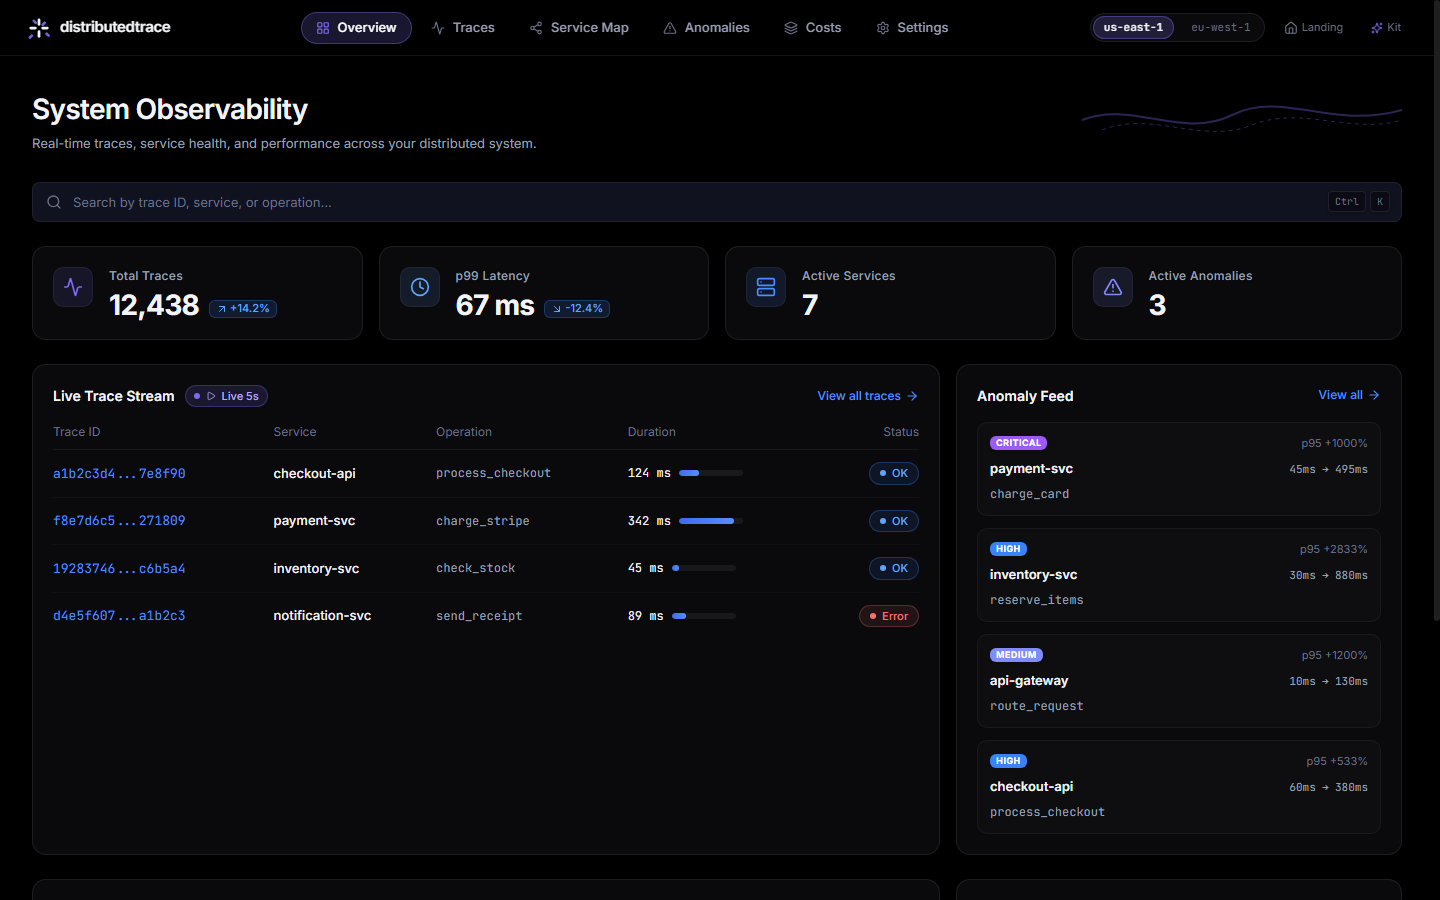 distributedtrace
Overview
Traces
Service Map
Anomalies
Costs
Settings
us-east-1
eu-west-1
Landing
Kit
System Observability
Real-time traces, service health, and performance across your distributed system.
Search by trace ID, service, or operation...
Ctrl
K
Total Traces
12,438
+14.2%
p99 Latency
67 ms
-12.4%
Active Services
7
Active Anomalies
3
Live Trace Stream
Live 5s
View all traces
Trace ID Service Operation Duration Status
a1b2c3d4...7e8f90 checkout-api process_checkout 124 ms OK
f8e7d6c5...271809 payment-svc charge_stripe 342 ms OK
19283746...c6b5a4 inventory-svc check_stock 45 ms OK
d4e5f607...a1b2c3 notification-svc send_receipt 89 ms Error
Anomaly Feed
View all
CRITICAL p95 +1000%
payment-svc 45ms → 495ms
charge_card
HIGH p95 +2833%
inventory-svc 30ms → 880ms
reserve_items
MEDIUM p95 +1200%
api-gateway 10ms → 130ms
route_request
HIGH p95 +533%
checkout-api 60ms → 380ms
process_checkout